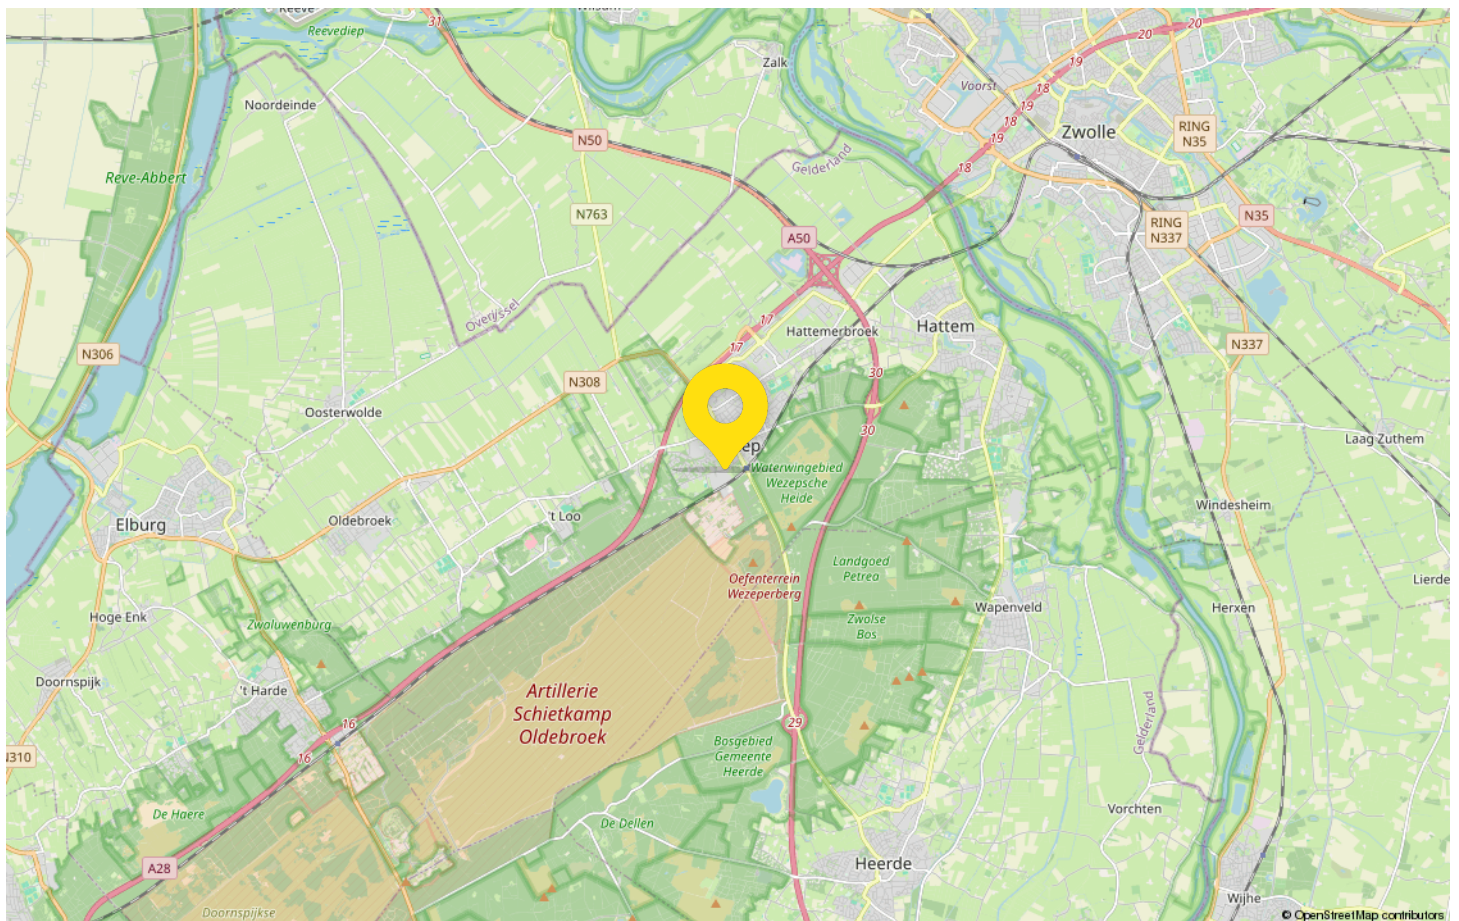 Reeve
Wilsum
Reevediep
31
20
20
Zalk
19
Voorst
18
Noordeinde
19
18
19
Zwolle
RING
N35
N50
Gelderland
18
Reve-Abbert
N763
N35
RING
N337
A50
Overijssel
17
Hattemerbroek
Hattem
17
N337
N306
30
N308
Oosterwolde
30
Laag Zuthem
ep
Waterwingebied
Wezepsche
Heide
Elburg
Oldebroek
't Loo
Windesheim
Landgoed
Petrea
Oefenterrein
Wezeperberg
Lierde
Hoge Enk
Zwaluwenburg
Zwolse
Bos
Wapenveld
Herxen
Doornspijk
't Harde
Artillerie
Schietkamp
Oldebroek
16
29
Gelderland
16
N310
Bosgebied
Gemeente
Heerde
De Haere
De Dellen
Vorchten
A28
Heerde
Wijhe
Doornspijkse
© OpenStreetMap contributors